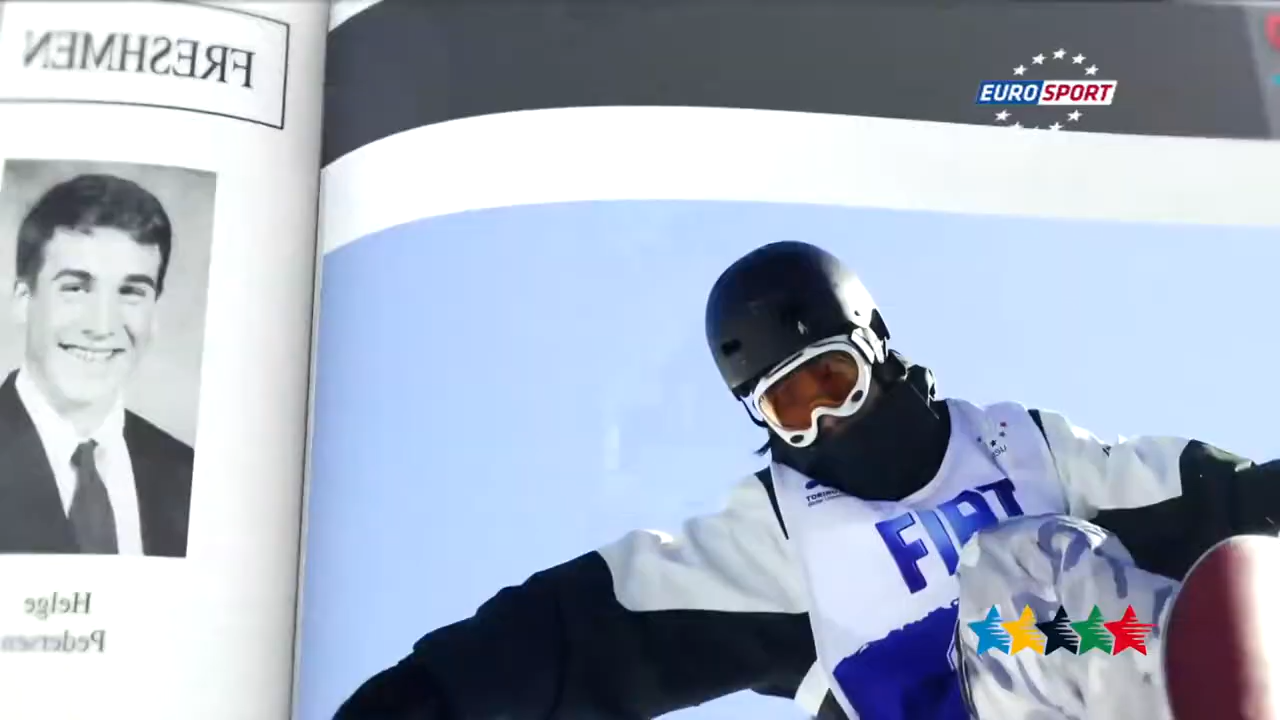 FRESHMEN
EUROSPORT
FIAT
TORINO
Helge
Pedersen